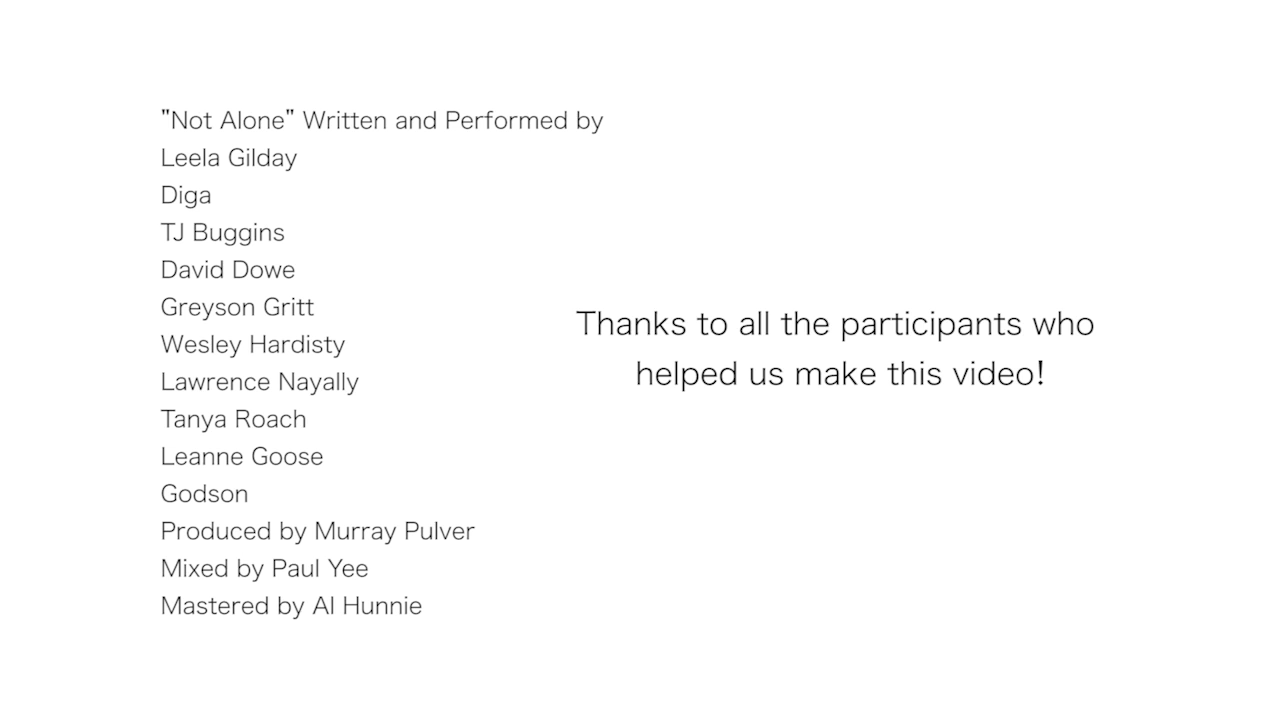 "Not Alone" Written and Performed by
Leela Gilday
Diga
TJ Buggins
David Dowe
Greyson Gritt
Wesley Hardisty
Lawrence Nayally
Tanya Roach
Leanne Goose
Godson
Produced by Murray Pulver
Mixed by Paul Yee
Mastered by Al Hunnie
Thanks to all the participants who
helped us make this video!